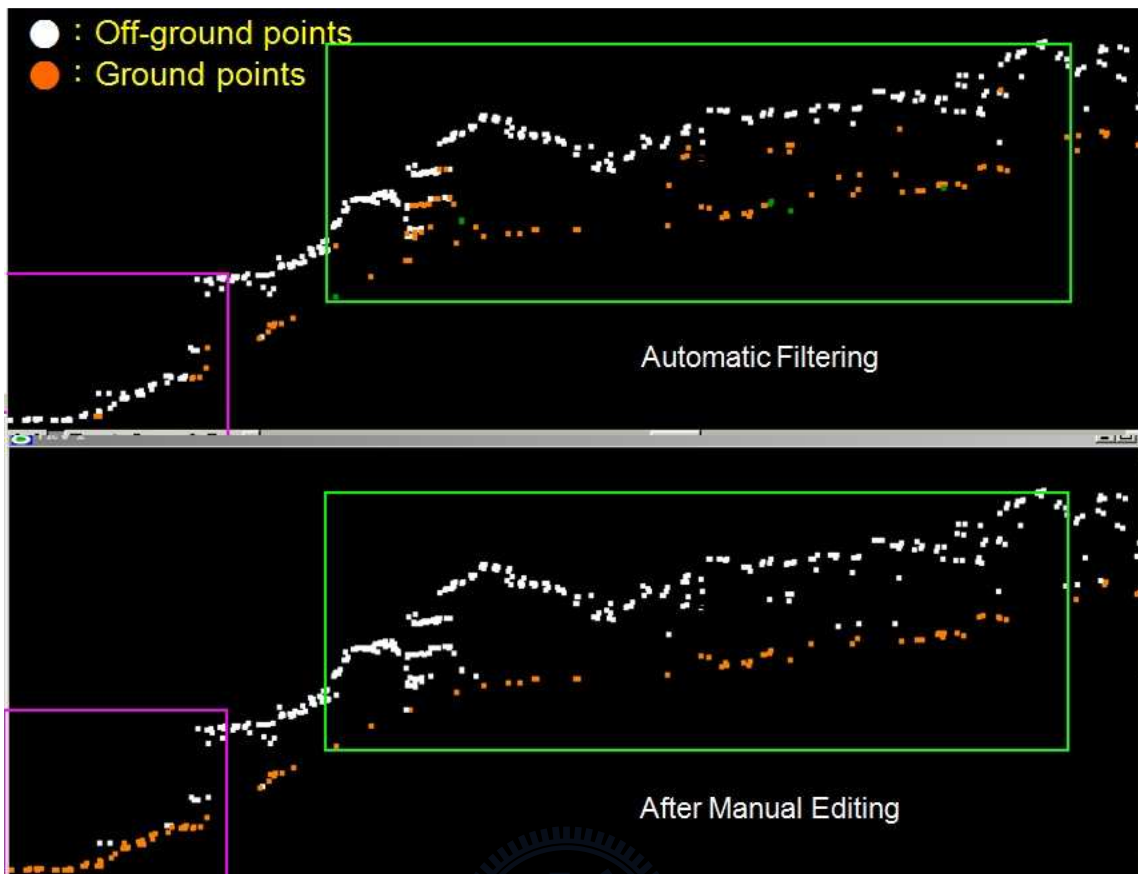 : Off-ground points
: Ground points
Automatic Filtering
After Manual Editing